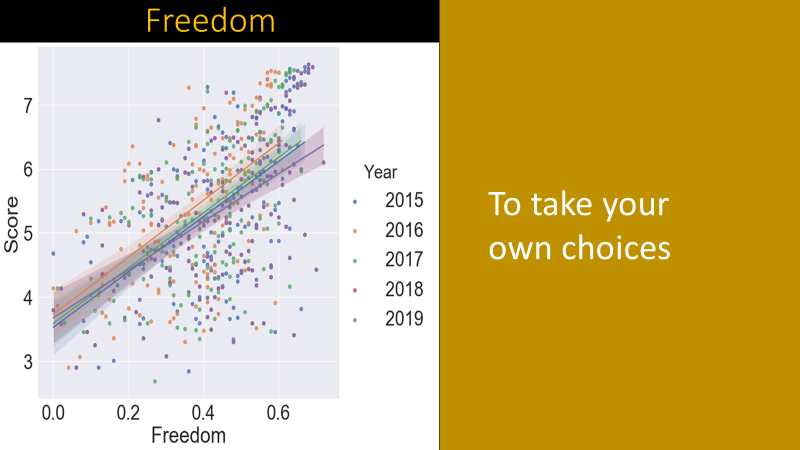 Freedom
7
6
5
4
3
Score
0.0 0.2 0.4 0.6
Freedom
Year
2015
2016
2017
2018
2019
To take your
own choices